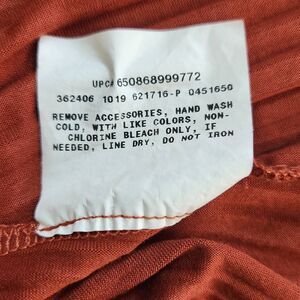 UPC# 650868999772
362406 1019 621716-P 0451650
REMOVE ACCESSORIES, HAND WASH
COLD, WITH LIKE COLORS, NON-
CHLORINE BLEACH ONLY, IF
NEEDED, LINE DRY, DO NOT IRON